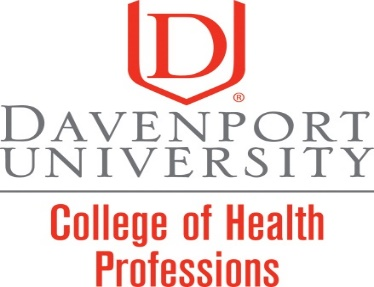 D
®
DAVENPORT
UNIVERSITY
College of Health
Professions